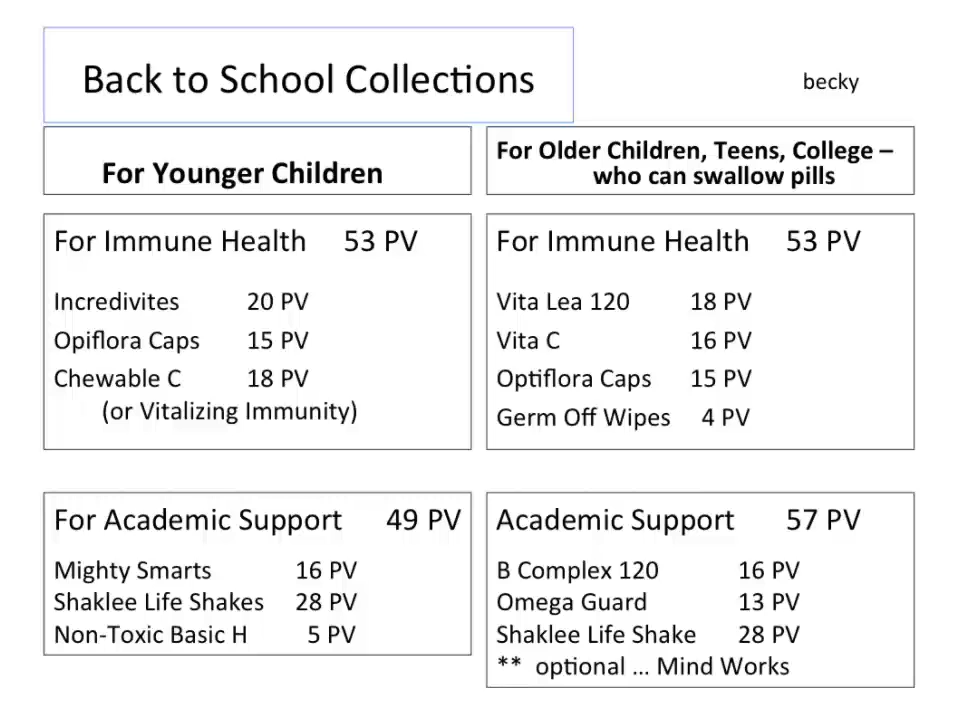 Back to School Collections
becky
For Younger Children
For Older Children, Teens, College –
who can swallow pills
For Immune Health 53 PV
Incredivites 20 PV
Opiflora Caps 15 PV
Chewable C 18 PV
(or Vitalizing Immunity)
For Immune Health 53 PV
Vita Lea 120 18 PV
Vita C 16 PV
Optiflora Caps 15 PV
Germ Off Wipes 4 PV
For Academic Support 49 PV
Mighty Smarts 16 PV
Shaklee Life Shakes 28 PV
Non-Toxic Basic H 5 PV
Academic Support 57 PV
B Complex 120 16 PV
Omega Guard 13 PV
Shaklee Life Shake 28 PV
** optional … Mind Works